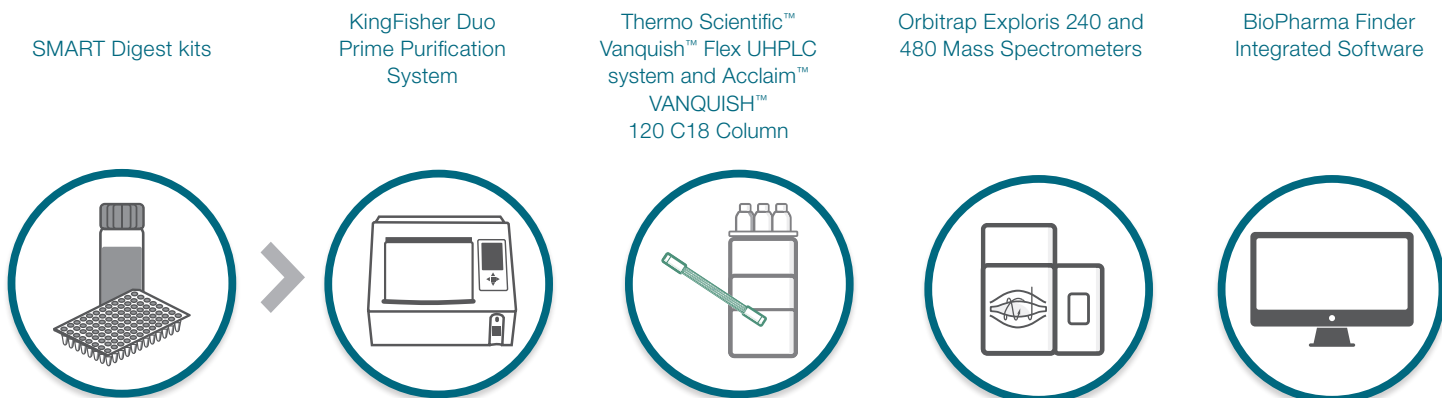 SMART Digest kits
KingFisher Duo
Prime Purification
System
Thermo Scientific™
Vanquish™ Flex UHPLC
system and Acclaim™
VANQUISH™
120 C18 Column
Orbitrap Exploris 240 and
480 Mass Spectrometers
BioPharma Finder
Integrated Software